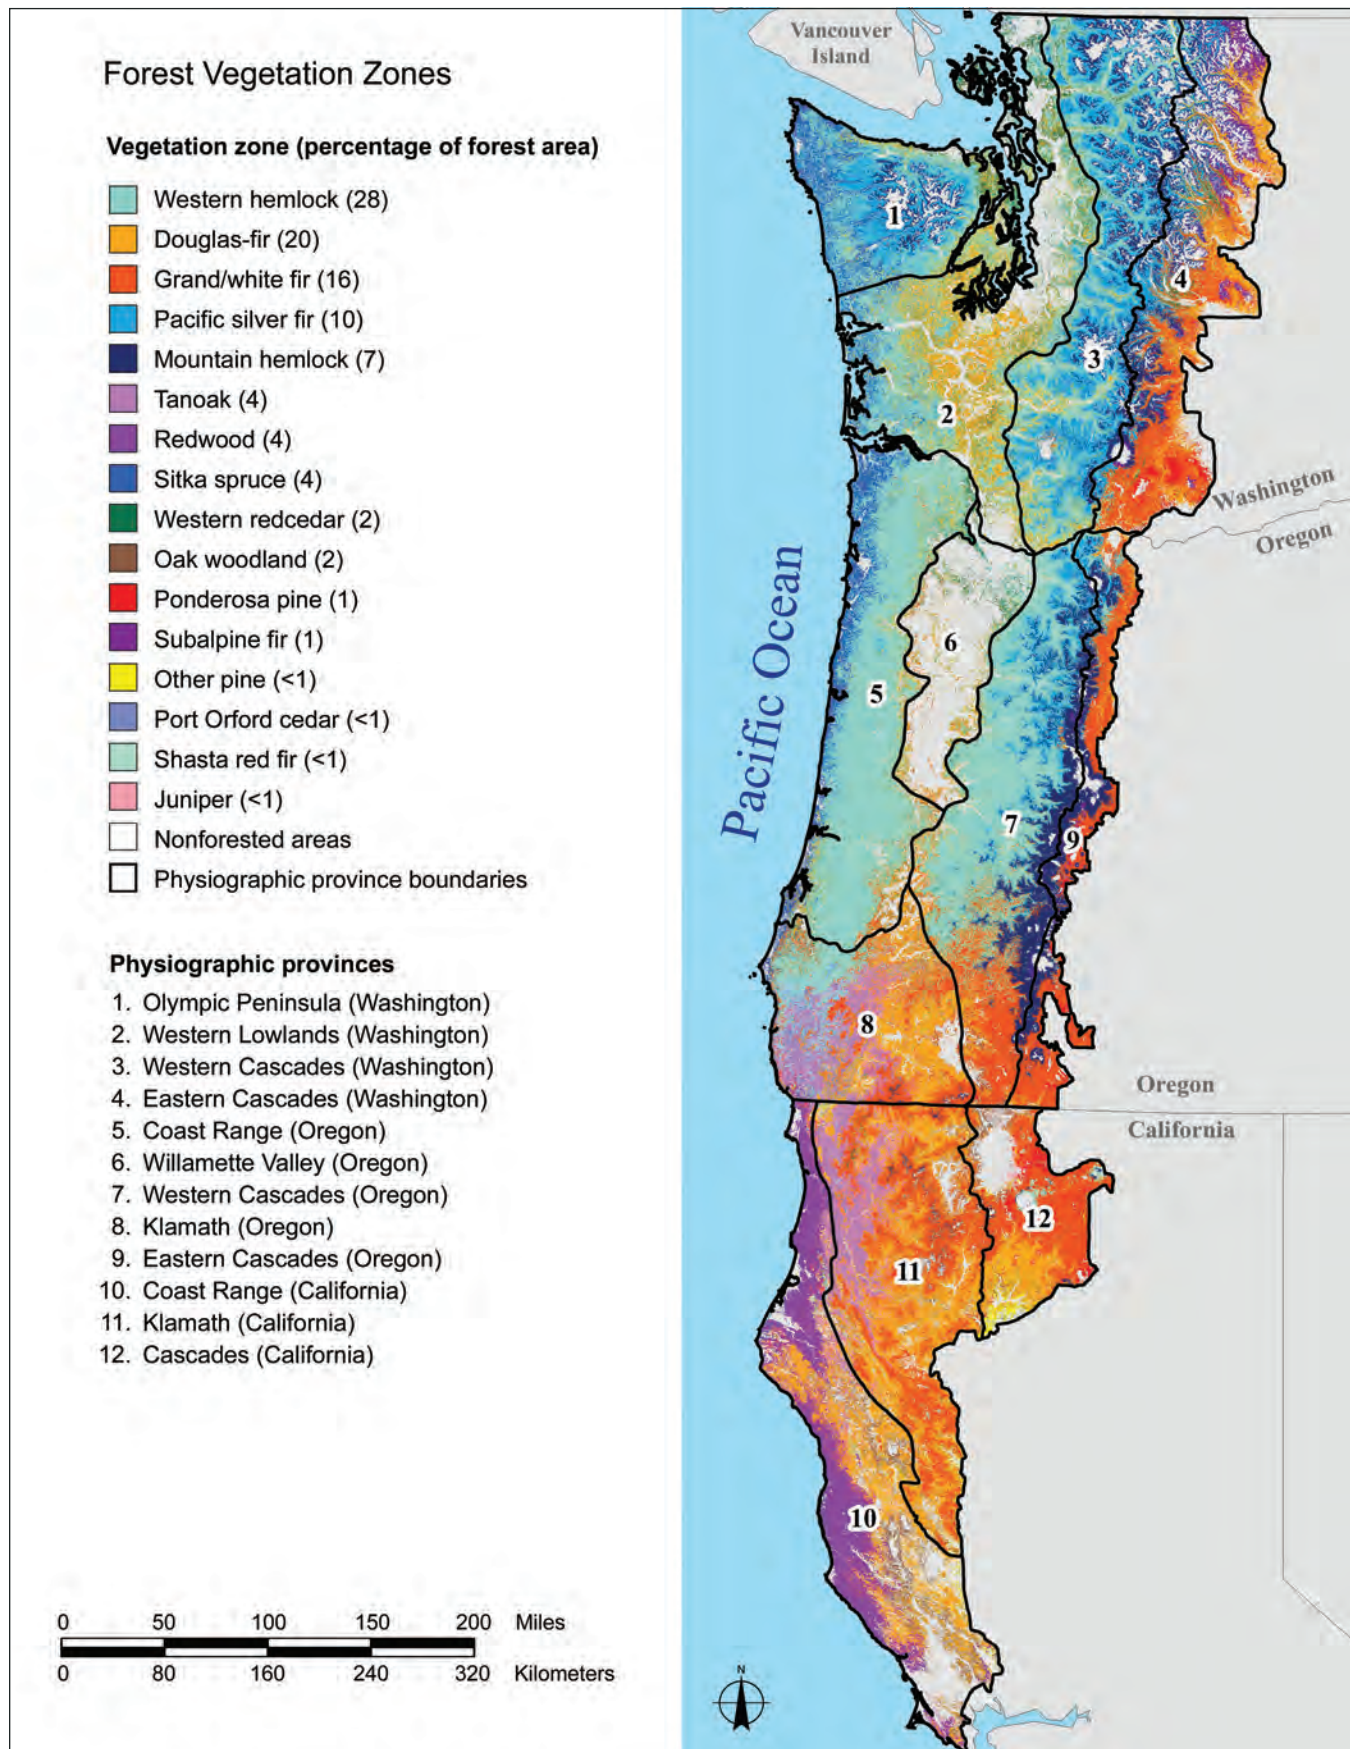 Forest Vegetation Zones
Vegetation zone (percentage of forest area)
Western hemlock (28)
Douglas-fir (20)
Grand/white fir (16)
Pacific silver fir (10)
Mountain hemlock (7)
Tanoak (4)
Redwood (4)
Sitka spruce (4)
Western redcedar (2)
Oak woodland (2)
Ponderosa pine (1)
Subalpine fir (1)
Other pine (<1)
Port Orford cedar (<1)
Shasta red fir (<1)
Juniper (<1)
Nonforested areas
Physiographic province boundaries
Physiographic provinces
1. Olympic Peninsula (Washington)
2. Western Lowlands (Washington)
3. Western Cascades (Washington)
4. Eastern Cascades (Washington)
5. Coast Range (Oregon)
6. Willamette Valley (Oregon)
7. Western Cascades (Oregon)
8. Klamath (Oregon)
9. Eastern Cascades (Oregon)
10. Coast Range (California)
11. Klamath (California)
12. Cascades (California)
0 50 100 150 200 Miles
0 80 160 240 320 Kilometers
Vancouver
Island
1
4
3
2
Washington
Oregon
Pacific Ocean
6
5
7
9
8
Oregon
California
12
11
10
N